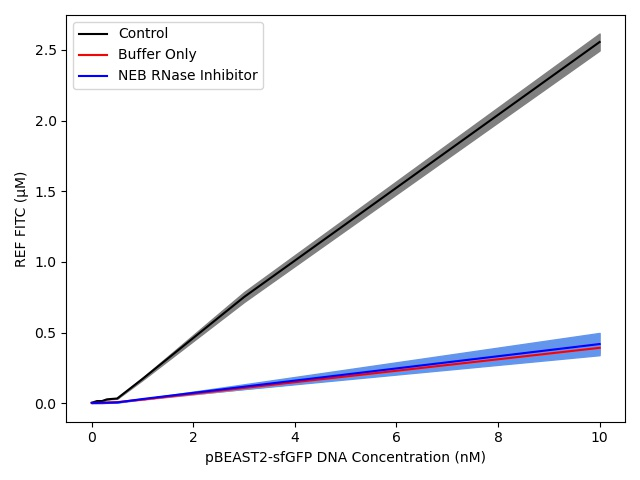 Control
Buffer Only
NEB RNase Inhibitor
REF FITC (µM)
2.5
2.0
1.5
1.0
0.5
0.0
0 2 4 6 8 10
pBEAST2-sfGFP DNA Concentration (nM)